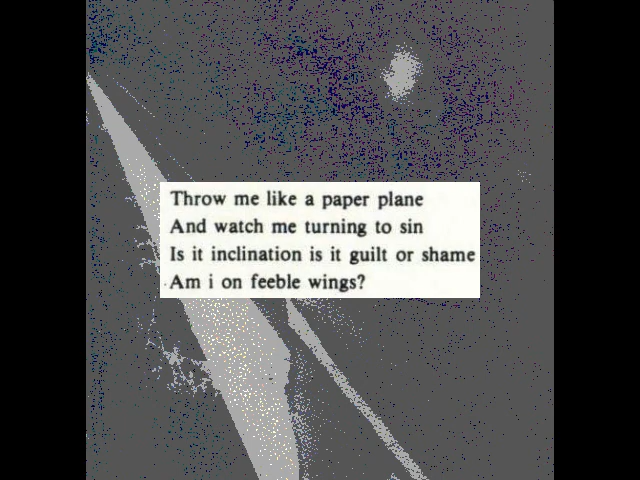 Throw me like a paper plane
And watch me turning to sin
Is it inclination is it guilt or shame
Am i on feeble wings?